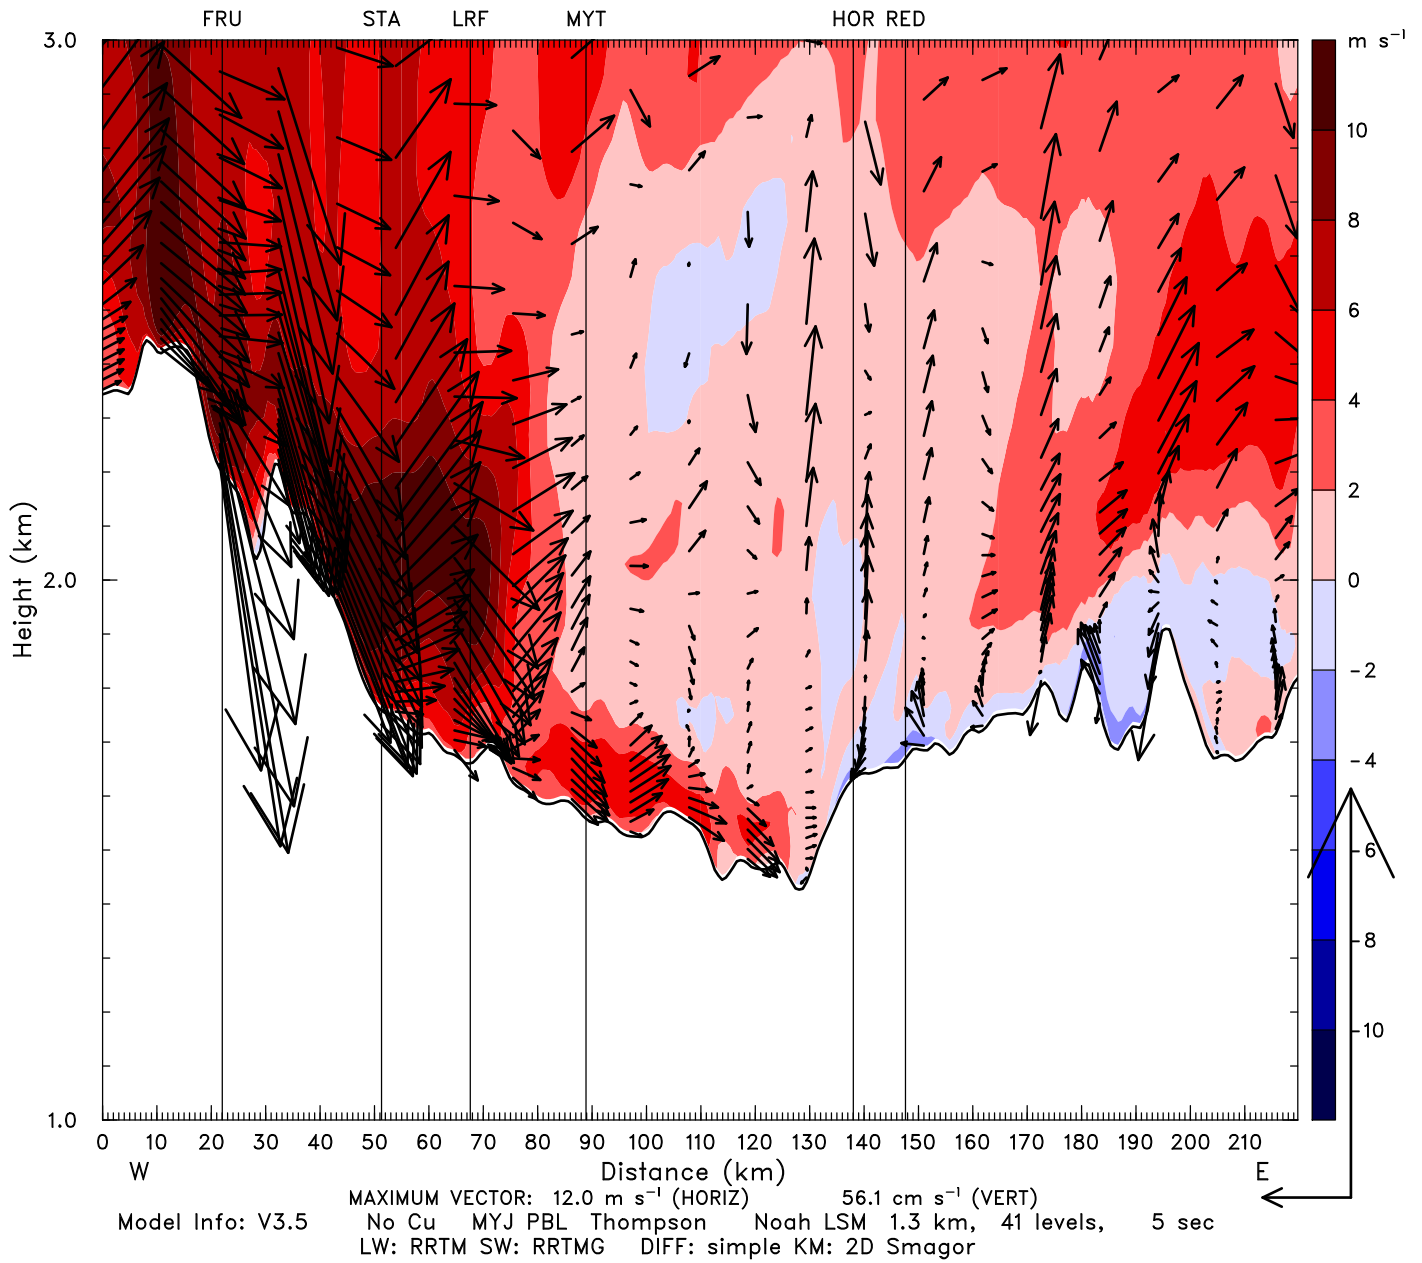 FRU STA LRF MYT HOR RED
3.0
2.0
1.0
Height (km)
m s⁻¹
10
8
6
4
2
0
-2
-4
-6
-8
-10
0 10 20 30 40 50 60 70 80 90 100 110 120 130 140 150 160 170 180 190 200 210
W Distance (km) E
MAXIMUM VECTOR: 12.0 m s⁻¹ (HORIZ) 56.1 cm s⁻¹ (VERT)
Model Info: V3.5 No Cu MYJ PBL Thompson Noah LSM 1.3 km, 41 levels, 5 sec
LW: RRTM SW: RRTMG DIFF: simple KM: 2D Smagor